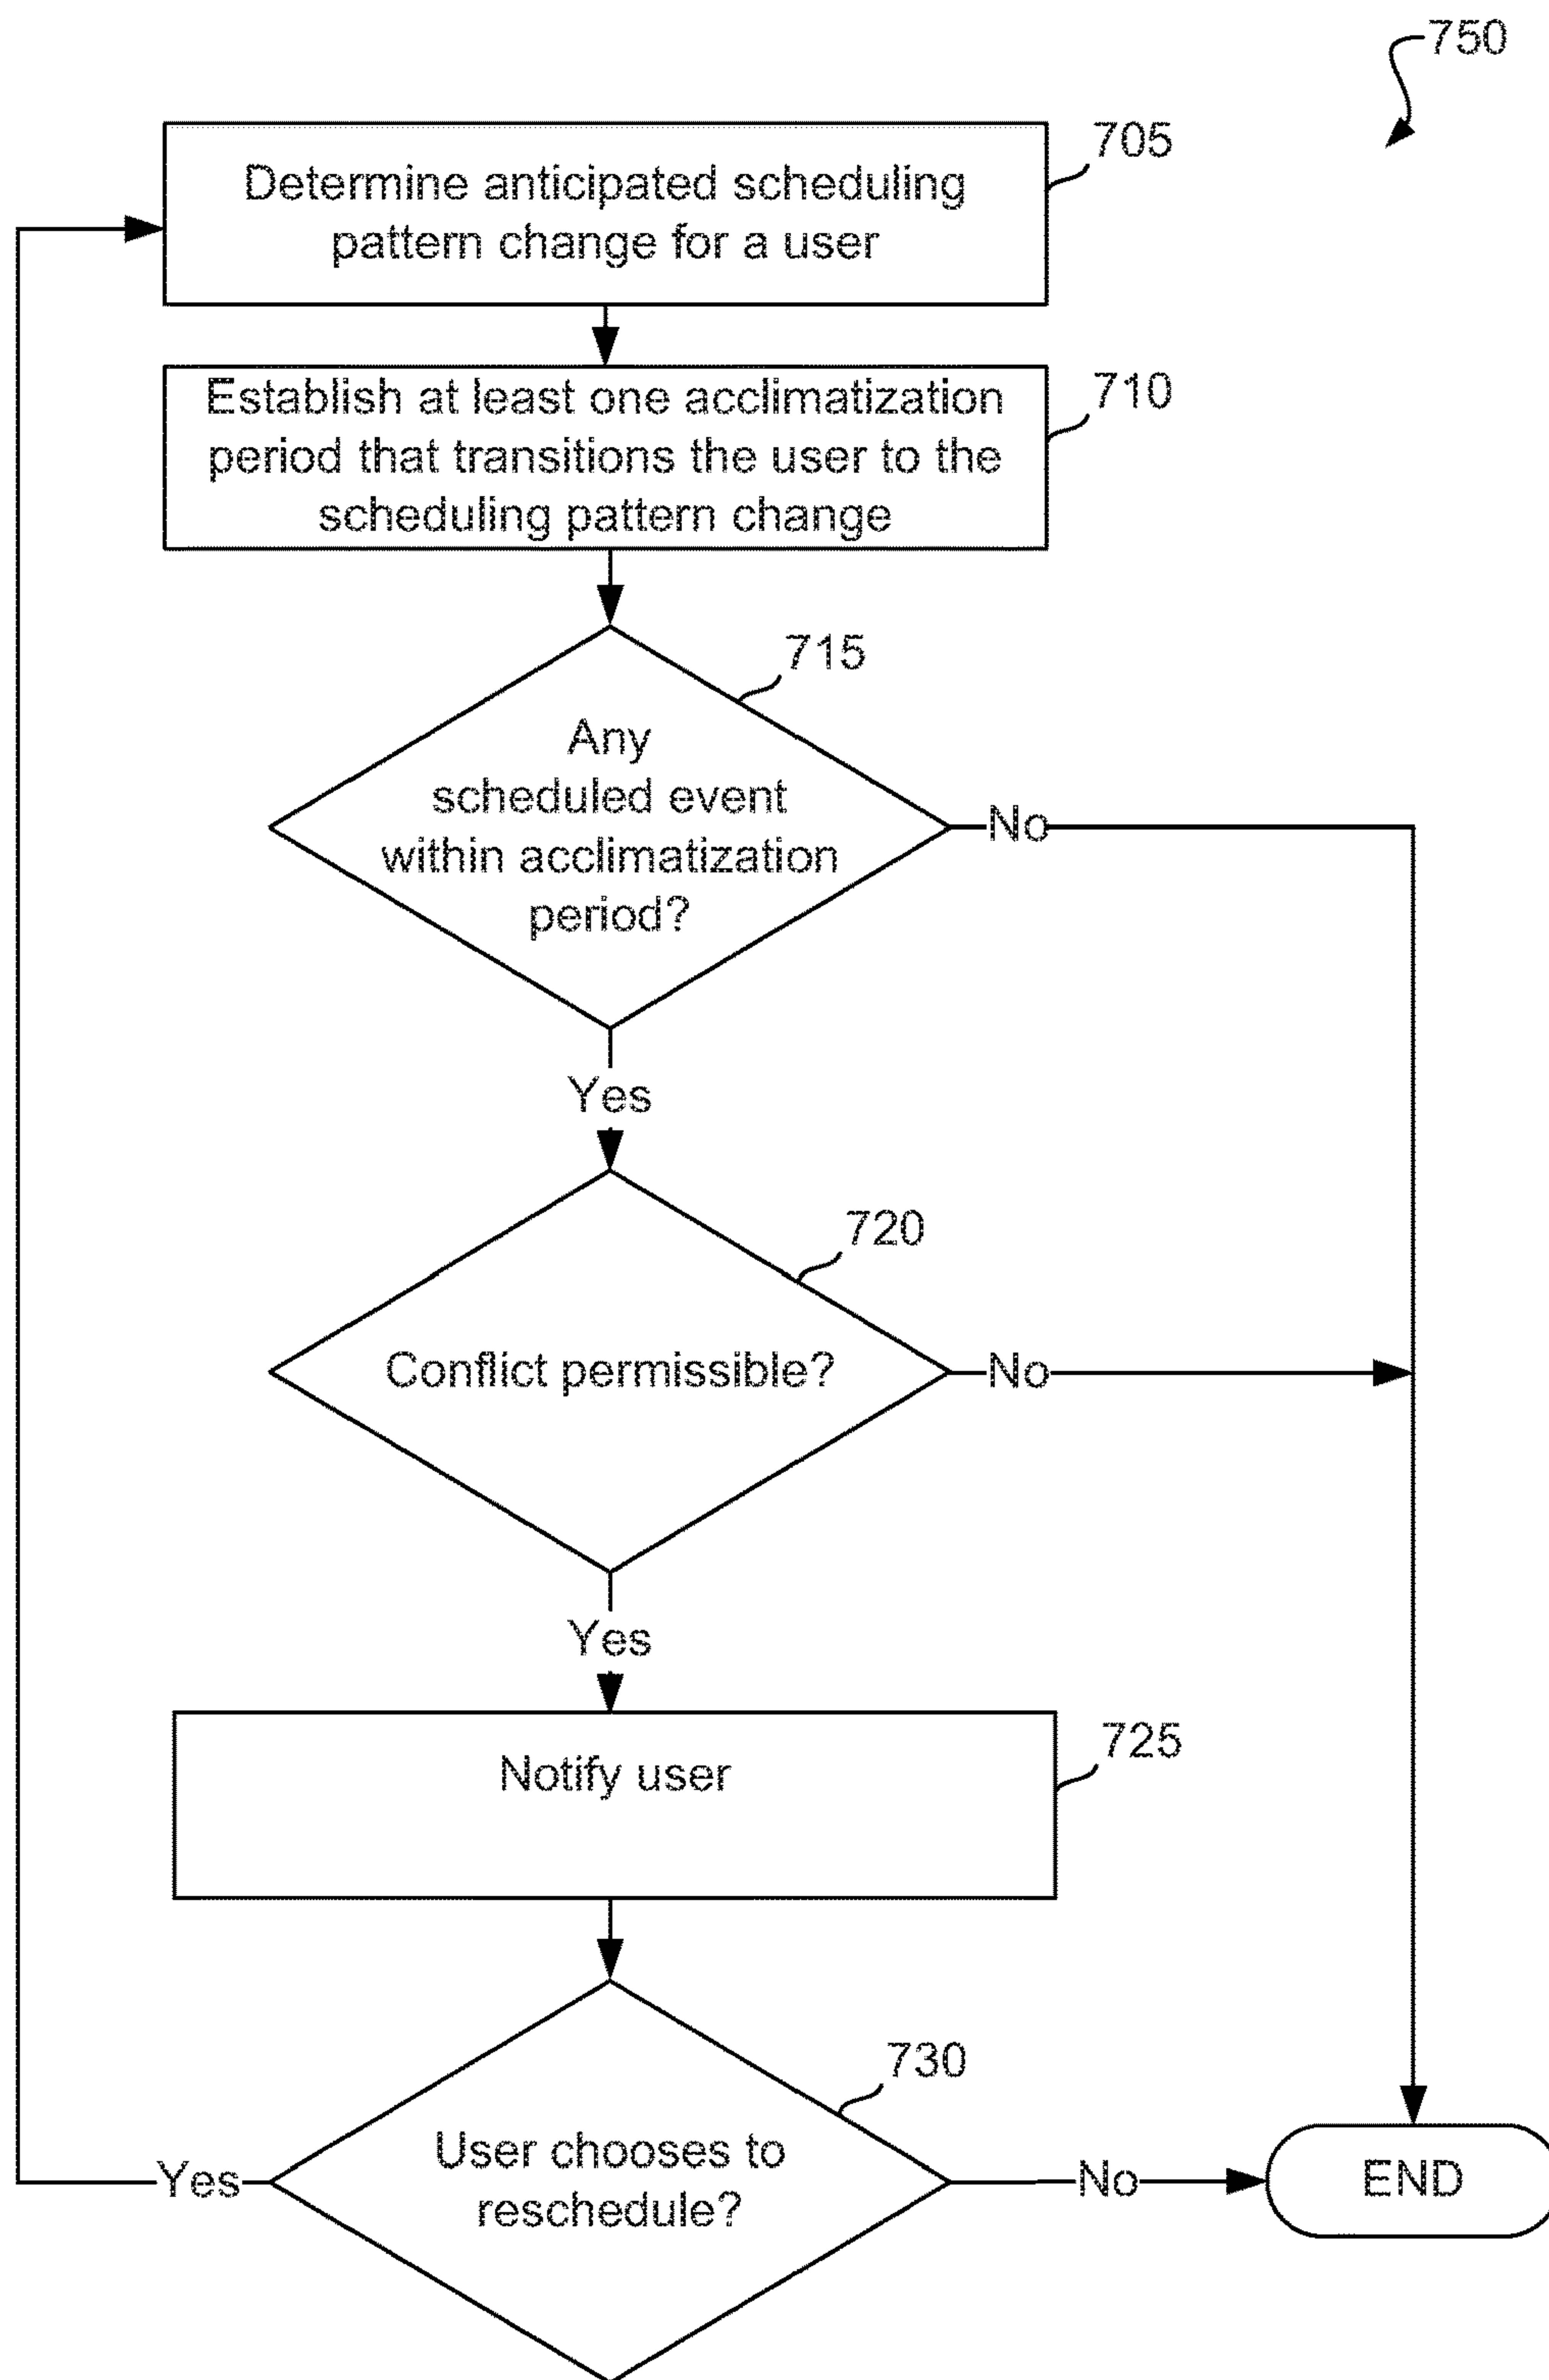 750
705
Determine anticipated scheduling
pattern change for a user
710
Establish at least one acclimatization
period that transitions the user to the
scheduling pattern change
715
Any
scheduled event
within acclimatization
period?
No
Yes
720
Conflict permissible?
No
Yes
725
Notify user
730
User chooses to
reschedule?
Yes
No
END